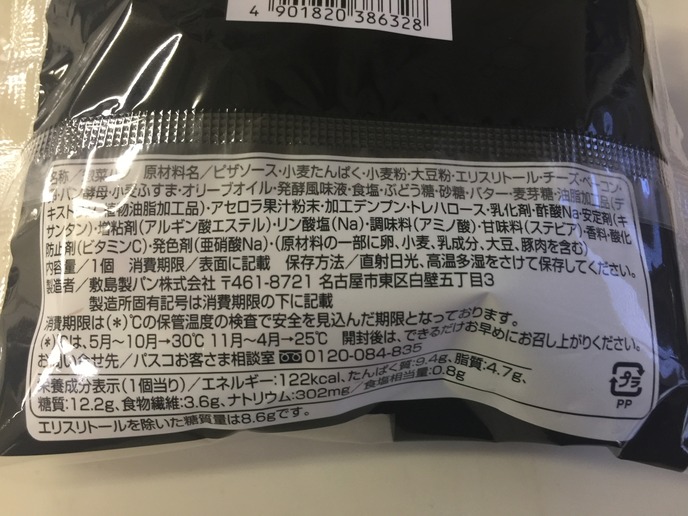 4 901820 386328
名称/惣菜パン 原材料名/ピザソース・小麦たんぱく・小麦粉・大豆粉・エリスリトール・チーズ・ベーコン・
卵・パン酵母・小麦ふすま・オリーブオイル・発酵風味液・食塩・ぶどう糖・砂糖・バター・麦芽糖・油脂加工品(デ
キストリン・植物油脂加工品)・アセロラ果汁粉末・加工デンプン・トレハロース・乳化剤・酢酸Na・安定剤(キ
サンタン)・増粘剤(アルギン酸エステル)・リン酸塩(Na)・調味料(アミノ酸)・甘味料(ステビア)・香料・酸化
防止剤(ビタミンC)・発色剤(亜硝酸Na)・(原材料の一部に卵、小麦、乳成分、大豆、豚肉を含む)
内容量/1個 消費期限/表面に記載 保存方法/直射日光、高温多湿をさけて保存してください。
製造者/敷島製パン株式会社 〒461-8721 名古屋市東区白壁五丁目3
製造所固有記号は消費期限の下に記載
消費期限は(*)℃の保管温度の検査で安全を見込んだ期限となっております。
(*)℃は、5月〜10月→30℃ 11月〜4月→25℃ 開封後は、できるだけお早めにお召し上がりください。
お問い合せ先/パスコお客さま相談室 0120-084-835
栄養成分表示(1個当り)/エネルギー:122kcal、たんぱく質:9.4g、脂質:4.7g、
糖質:12.2g、食物繊維:3.6g、ナトリウム:302mg/食塩相当量:0.8g
エリスリトールを除いた糖質量は8.6gです。
プラ
PP